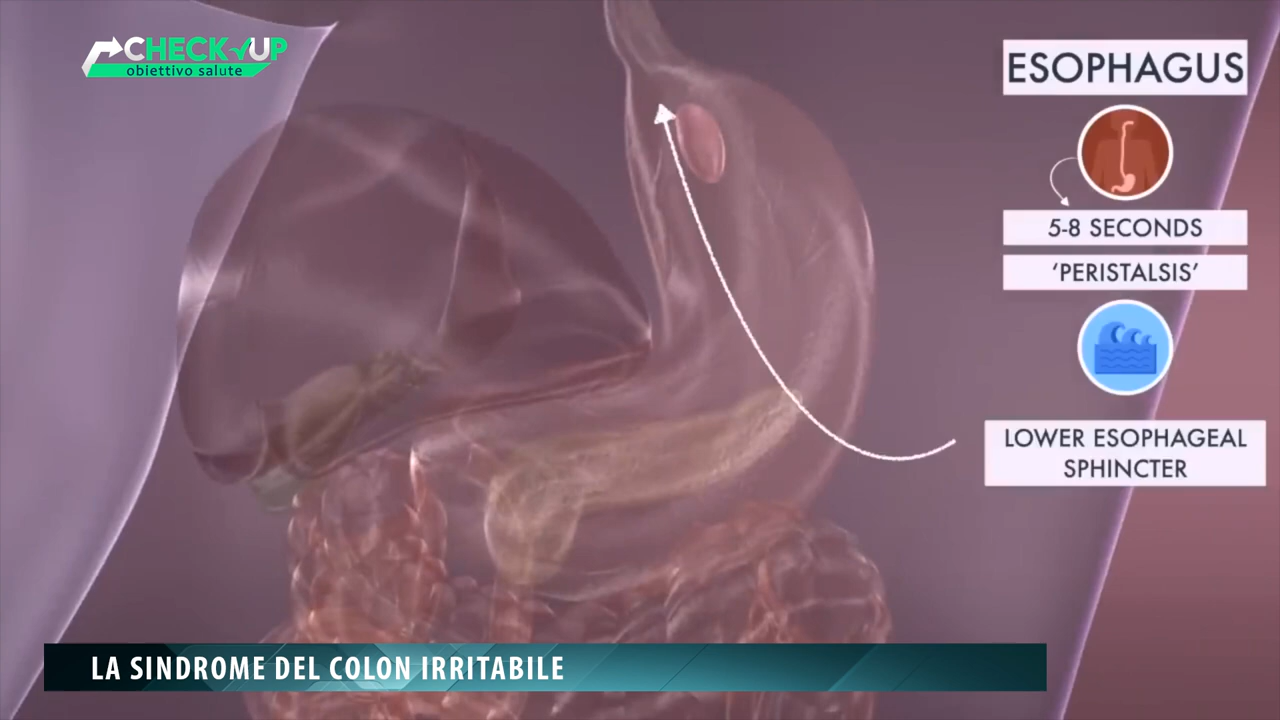 CHECK UP
obiettivo salute
ESOPHAGUS
5-8 SECONDS
‘PERISTALSIS’
LOWER ESOPHAGEAL
SPHINCTER
LA SINDROME DEL COLON IRRITABILE